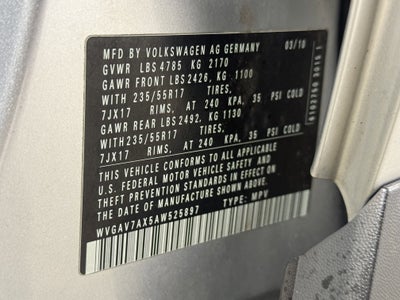 MFD BY VOLKSWAGEN AG GERMANY 03/10
GVWR LBS 4785 KG 2170
GAWR FRONT LBS 2426, KG 1100
WITH 235/55R17 TIRES,
7JX17 RIMS, AT 240 KPA, 35 PSI COLD
GAWR REAR LBS 2492, KG 1130
WITH 235/55R17 TIRES,
7JX17 RIMS, AT 240 KPA, 35 PSI COLD
THIS VEHICLE CONFORMS TO ALL APPLICABLE
U.S. FEDERAL MOTOR VEHICLE SAFETY AND
THEFT PREVENTION STANDARDS IN EFFECT ON
THE DATE OF MANUFACTURE SHOWN ABOVE.
WVGAV7AX5AW525897 TYPE: MPV